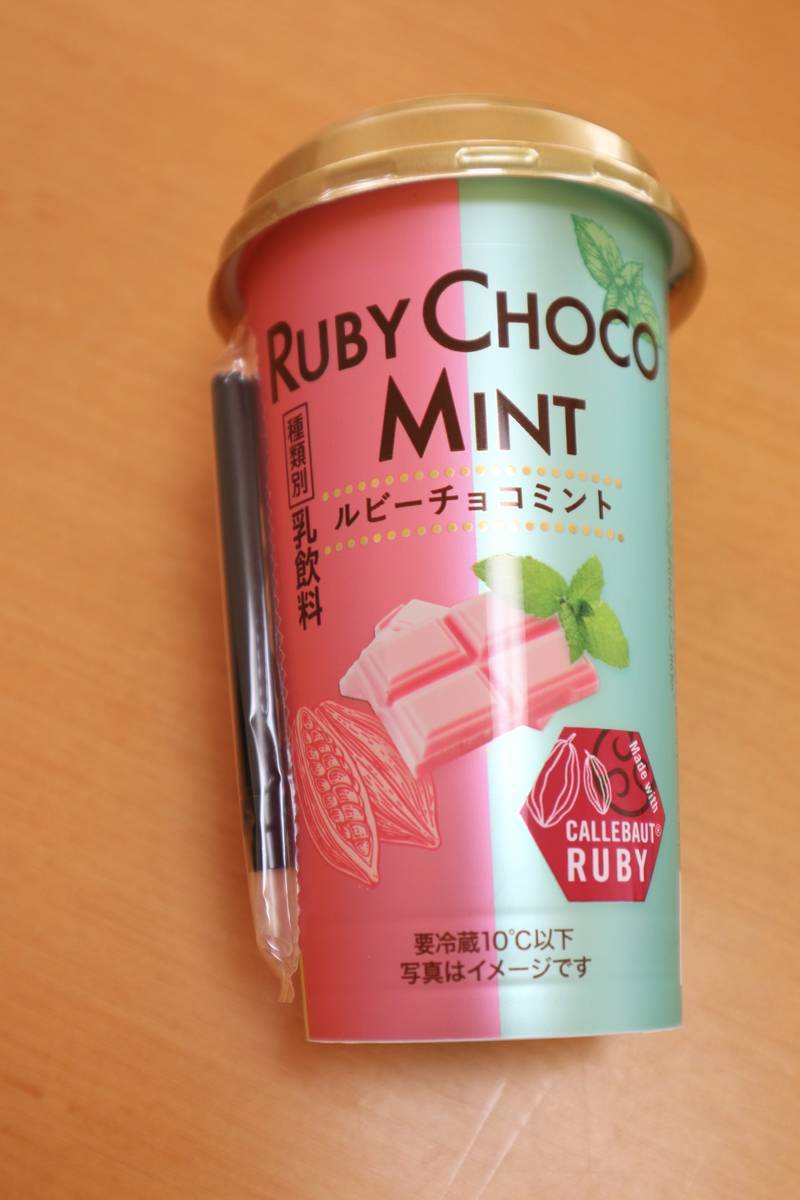 RUBY CHOCO
MINT
ルビーチョコミント
種類別
乳飲料
Made with
CALLEBAUT®
RUBY
要冷蔵10℃以下
写真はイメージです